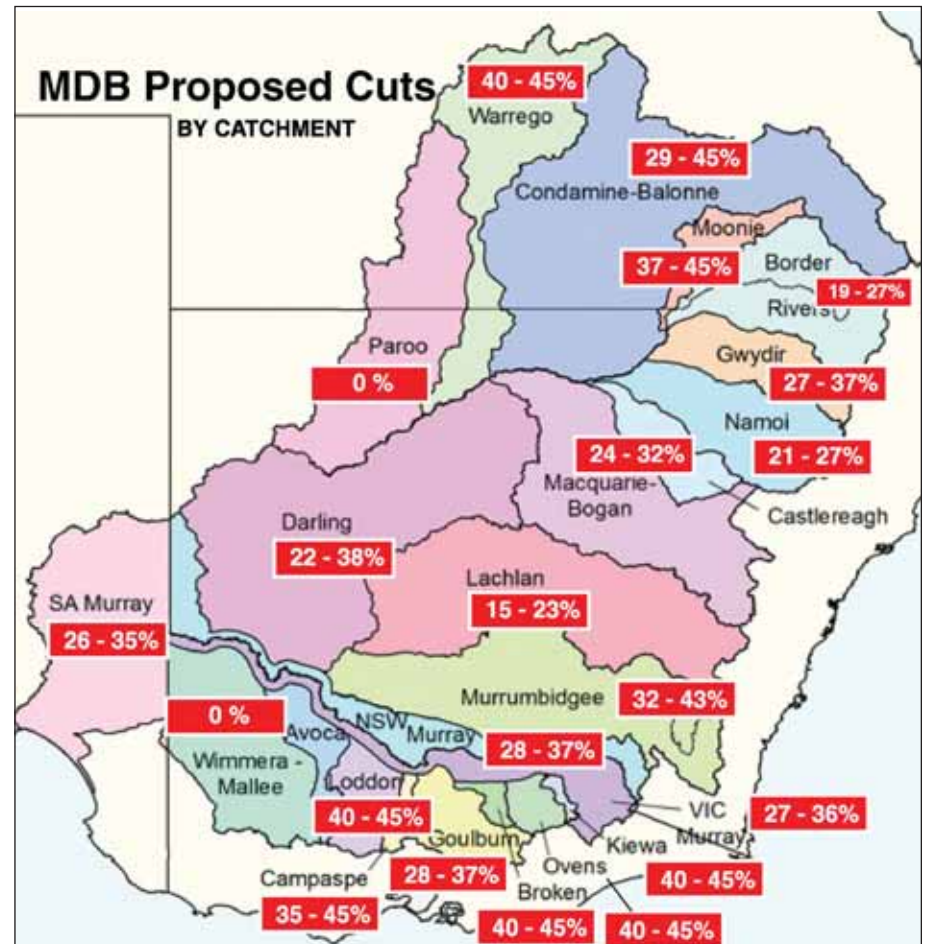 MDB Proposed Cuts
BY CATCHMENT
40 - 45%
Warrego
29 - 45%
Condamine-Balonne
Moonie
37 - 45%
Border
19 - 27%
Rivers
Paroo
0 %
Gwydir
27 - 37%
Namoi
24 - 32%
21 - 27%
Macquarie-
Bogan
Castlereagh
Darling
22 - 38%
Lachlan
15 - 23%
SA Murray
26 - 35%
Murrumbidgee
32 - 43%
0 %
Avoca
NSW
Murray
28 - 37%
Wimmera -
Mallee
Loddon
40 - 45%
VIC
Murray
27 - 36%
Goulburn
Kiewa
Ovens
40 - 45%
Campaspe
28 - 37%
Broken
35 - 45%
40 - 45%
40 - 45%